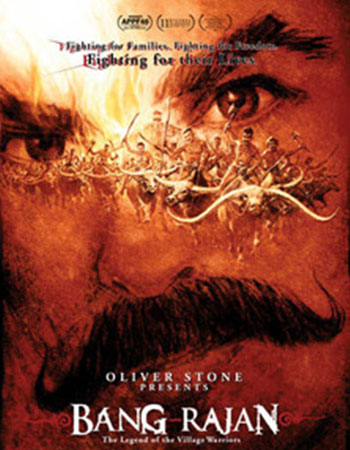 Fighting for Families. Fighting for Freedom.
Fighting for their Lives
OLIVER STONE
PRESENTS
BANG RAJAN
The Legend of the Village Warriors